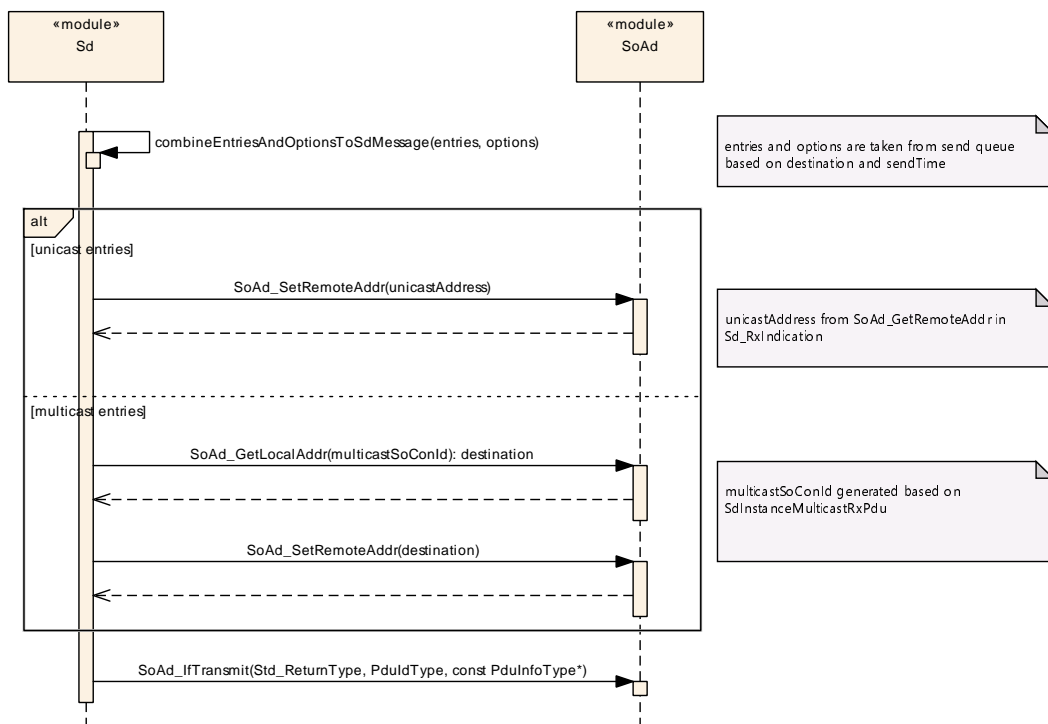 «module»
Sd
«module»
SoAd
combineEntriesAndOptionsToSdMessage(entries, options)
entries and options are taken from send queue
based on destination and sendTime
alt
[unicast entries]
SoAd_SetRemoteAddr(unicastAddress)
unicastAddress from SoAd_GetRemoteAddr in
Sd_RxIndication
[multicast entries]
SoAd_GetLocalAddr(multicastSoConId): destination
multicastSoConId generated based on
SdInstanceMulticastRxPdu
SoAd_SetRemoteAddr(destination)
SoAd_IfTransmit(Std_ReturnType, PduIdType, const PduInfoType*)